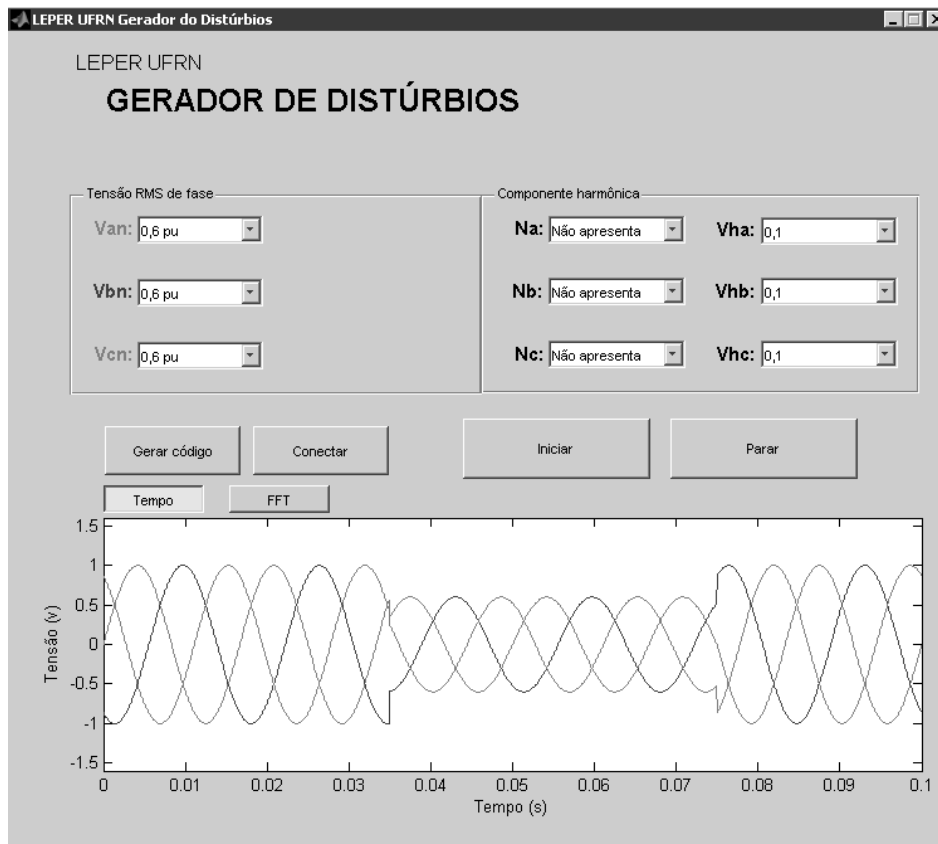 LEPER UFRN Gerador do Distúrbios
LEPER UFRN
GERADOR DE DISTÚRBIOS
Tensão RMS de fase
Van: 0,6 pu
Vbn: 0,6 pu
Vcn: 0,6 pu
Componente harmônica
Na: Não apresenta Vha: 0,1
Nb: Não apresenta Vhb: 0,1
Nc: Não apresenta Vhc: 0,1
Gerar código Conectar Iniciar Parar
Tempo FFT
Tensão (v)
1.5
1
0.5
0
-0.5
-1
-1.5
0 0.01 0.02 0.03 0.04 0.05 0.06 0.07 0.08 0.09 0.1
Tempo (s)